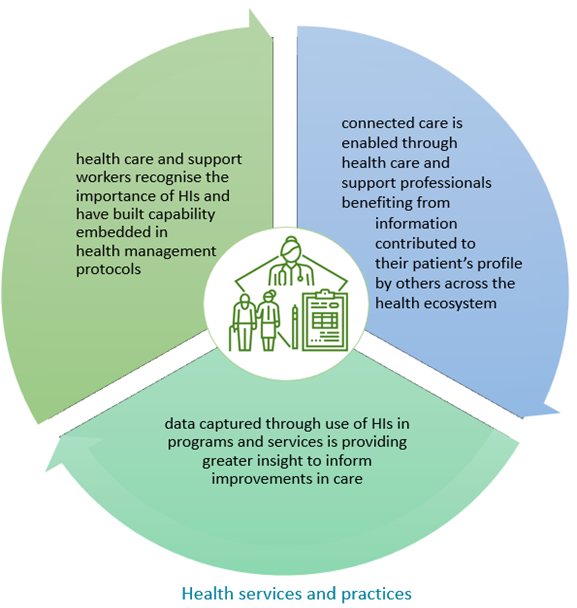 health care and support
workers recognise the
importance of HIs and
have built capability
embedded in
health management
protocols
connected care is
enabled through
health care and
support professionals
benefiting from
information
contributed to
their patient's profile
by others across the
health ecosystem
data captured through use of HIs in
programs and services is providing
greater insight to inform
improvements in care
Health services and practices